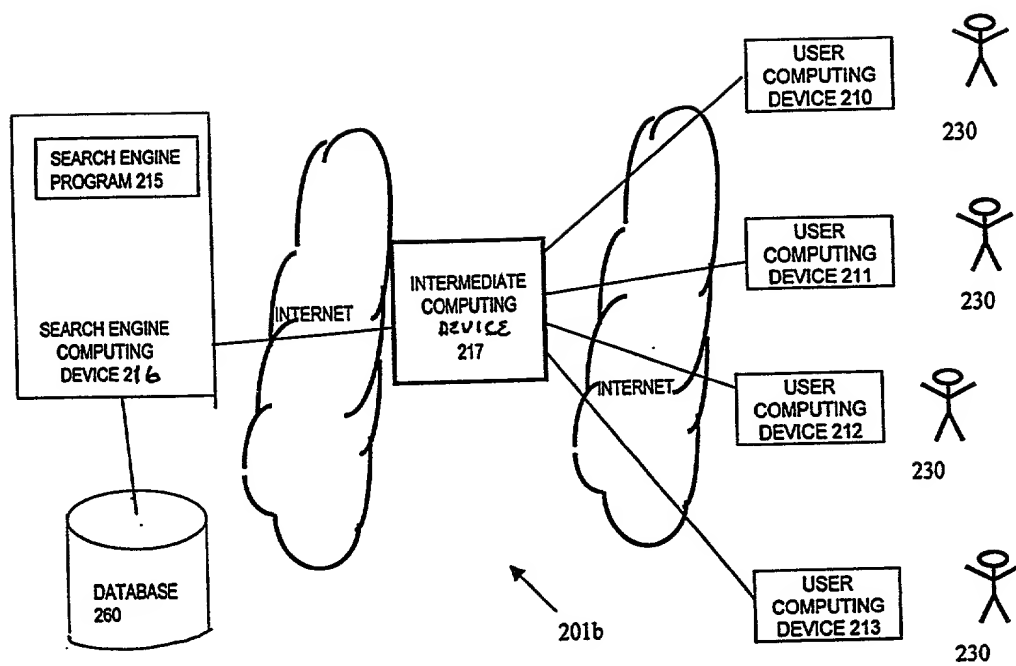 SEARCH ENGINE
PROGRAM 215
SEARCH ENGINE
COMPUTING
DEVICE 216
DATABASE
260
INTERNET
INTERMEDIATE
COMPUTING
DEVICE
217
INTERNET
201b
USER
COMPUTING
DEVICE 210
230
USER
COMPUTING
DEVICE 211
230
USER
COMPUTING
DEVICE 212
230
USER
COMPUTING
DEVICE 213
230